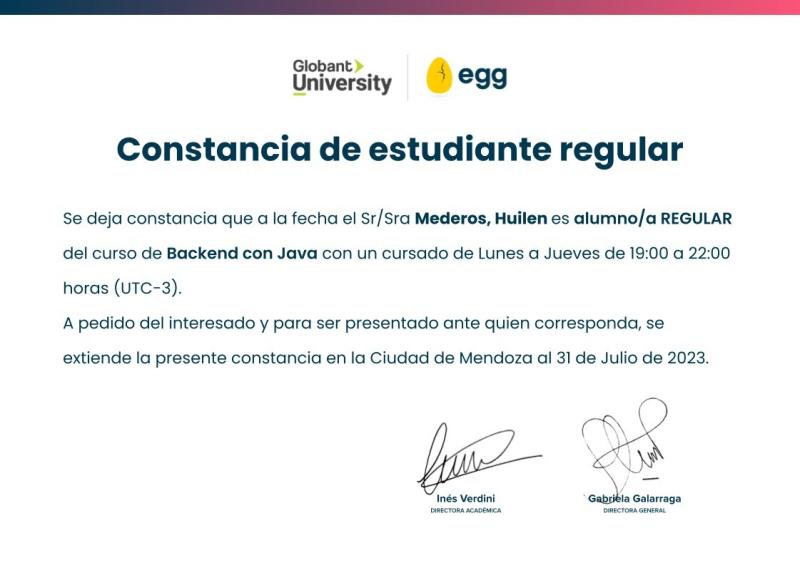 Globant
University
egg
Constancia de estudiante regular
Se deja constancia que a la fecha el Sr/Sra Mederos, Huilen es alumno/a REGULAR
del curso de Backend con Java con un cursado de Lunes a Jueves de 19:00 a 22:00
horas (UTC-3).
A pedido del interesado y para ser presentado ante quien corresponda, se
extiende la presente constancia en la Ciudad de Mendoza al 31 de Julio de 2023.
Inés Verdini
DIRECTORA ACADÉMICA
Gabriela Galarraga
DIRECTORA GENERAL